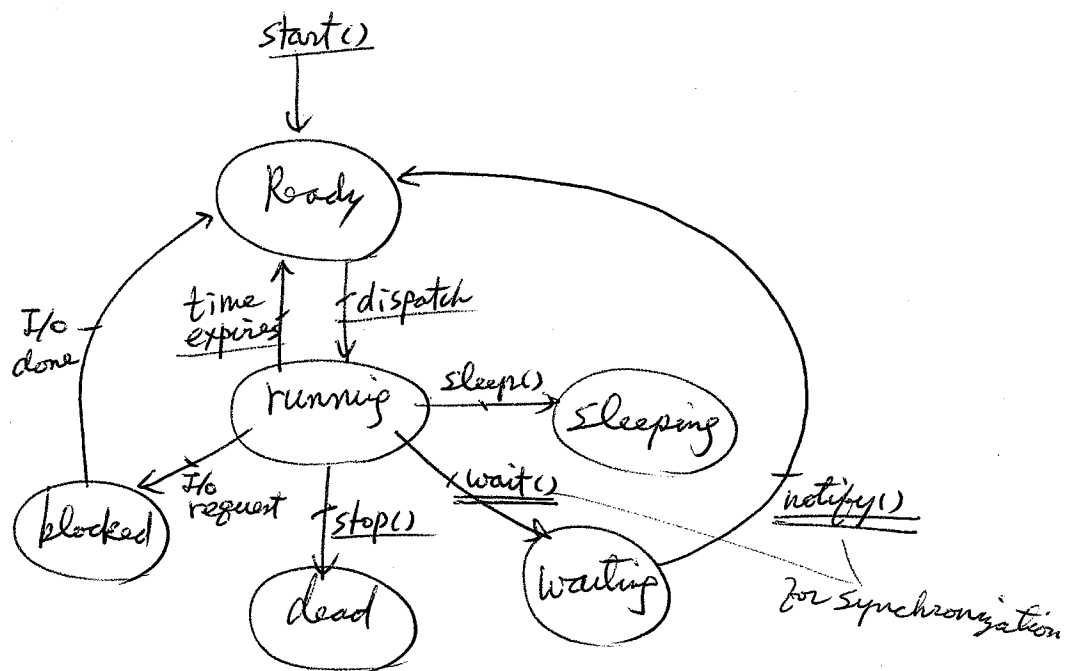 start()
Ready
time
expires
dispatch
I/o
done
running
sleep()
sleeping
I/o
request
wait()
notify()
blocked
stop()
waiting
dead
for synchronization